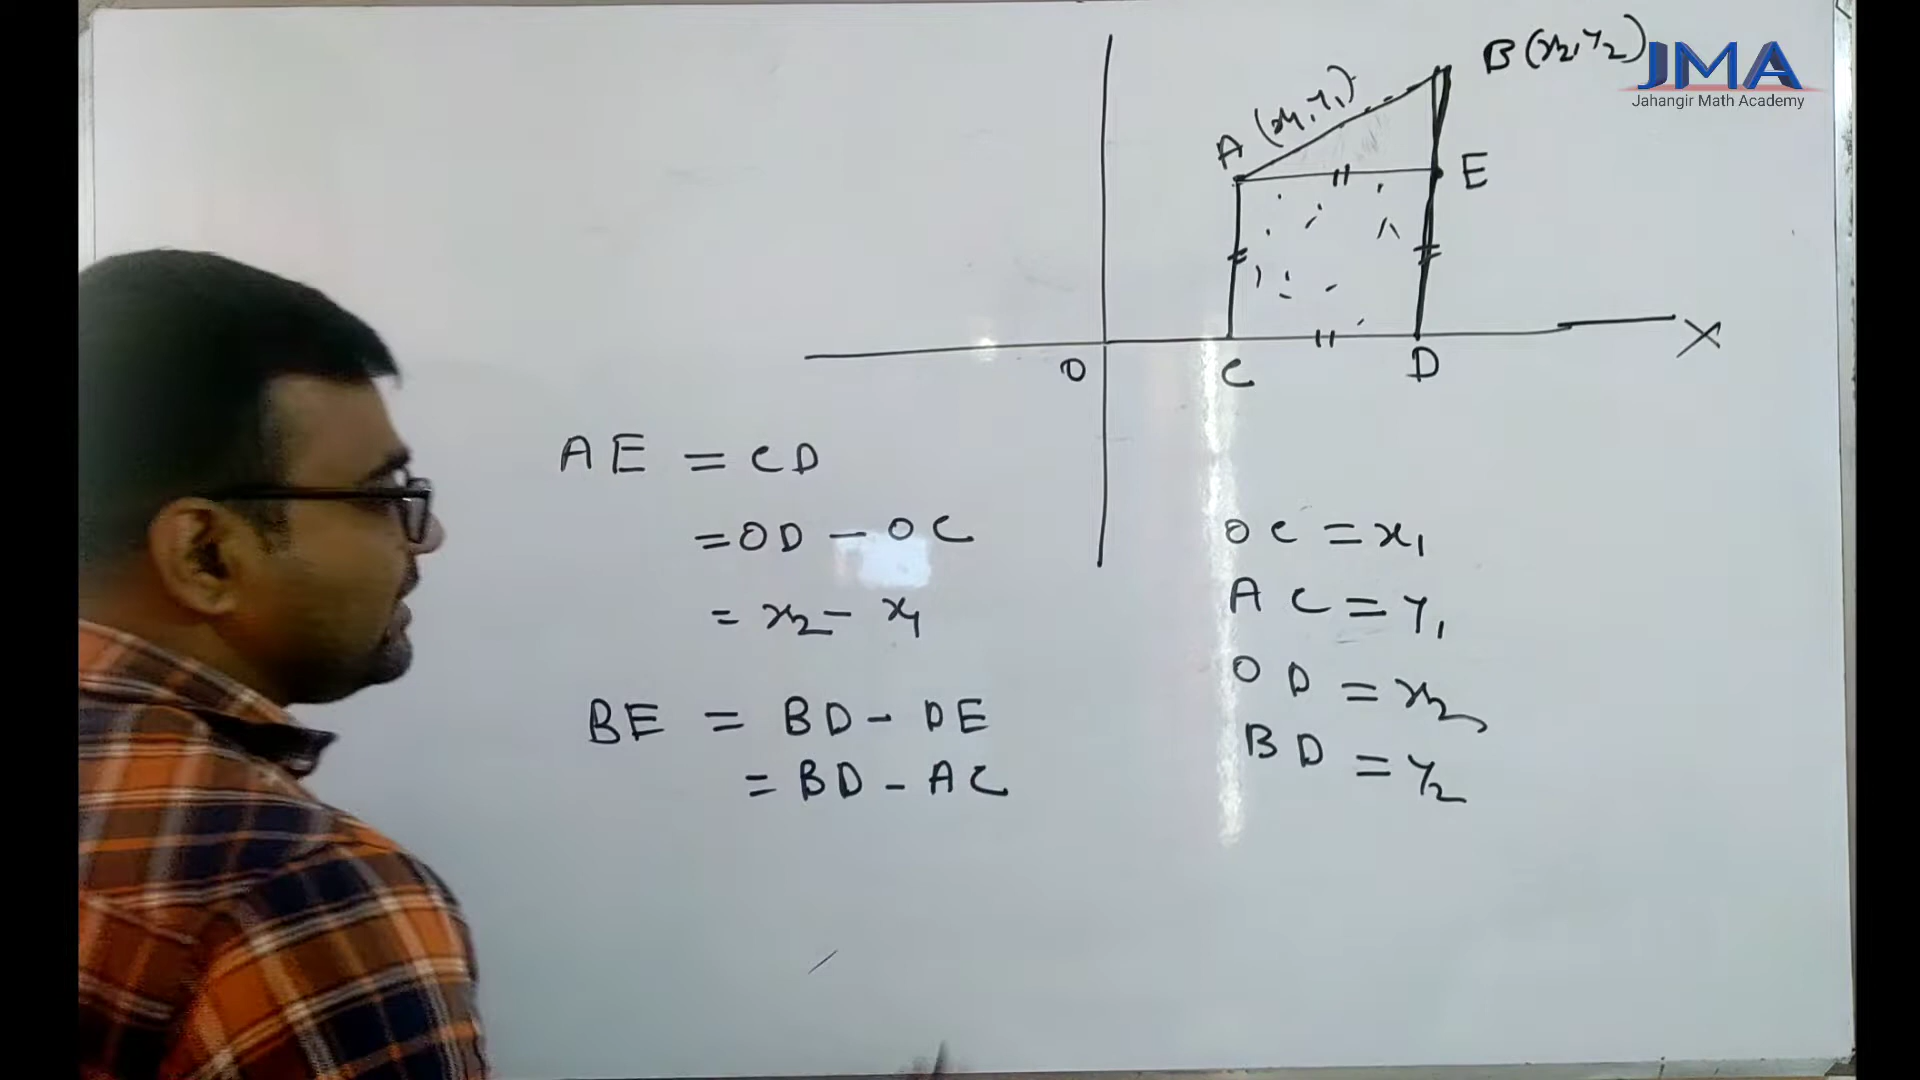 B (x₂, y₂)
JMA
Jahangir Math Academy
A (x₁, y₁)
E
O C D X
AE = CD
= OD - OC
= x₂ - x₁
BE = BD - DE
= BD - AC
OC = x₁
AC = y₁
OD = x₂
BD = y₂